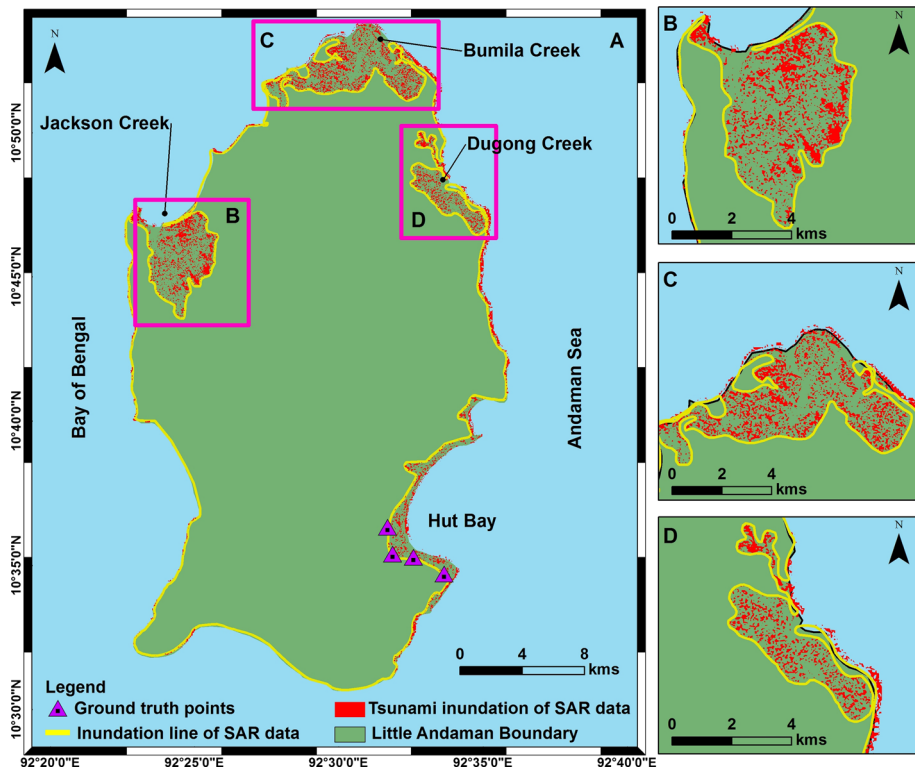 N
C
Bumila Creek
A
Jackson Creek
Dugong Creek
D
B
Bay of Bengal
Andaman Sea
Hut Bay
0 4 8
kms
Legend
Ground truth points
Tsunami inundation of SAR data
Inundation line of SAR data
Little Andaman Boundary
10°50'0"N
10°45'0"N
10°40'0"N
10°35'0"N
10°30'0"N
92°20'0"E 92°25'0"E 92°30'0"E 92°35'0"E 92°40'0"E
B
N
0 2 4
kms
C
N
0 2 4
kms
D
N
0 2 4
kms